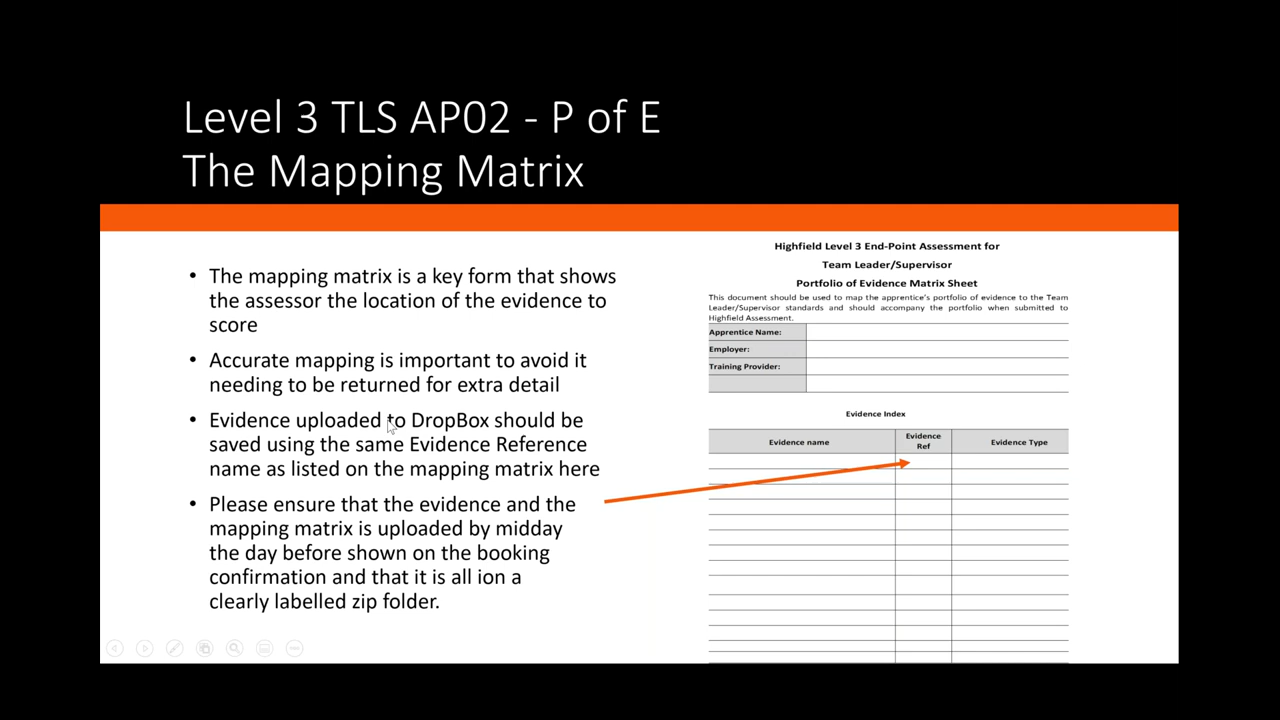 Level 3 TLS AP02 - P of E
The Mapping Matrix
• The mapping matrix is a key form that shows
the assessor the location of the evidence to
score
• Accurate mapping is important to avoid it
needing to be returned for extra detail
• Evidence uploaded to DropBox should be
saved using the same Evidence Reference
name as listed on the mapping matrix here
• Please ensure that the evidence and the
mapping matrix is uploaded by midday
the day before shown on the booking
confirmation and that it is all ion a
clearly labelled zip folder.
Highfield Level 3 End-Point Assessment for
Team Leader/Supervisor
Portfolio of Evidence Matrix Sheet
This document should be used to map the apprentice's portfolio of evidence to the Team
Leader/Supervisor standards and should accompany the portfolio when submitted to
Highfield Assessment.
Apprentice Name:
Employer:
Training Provider:
Evidence Index
Evidence name
Evidence
Ref
Evidence Type